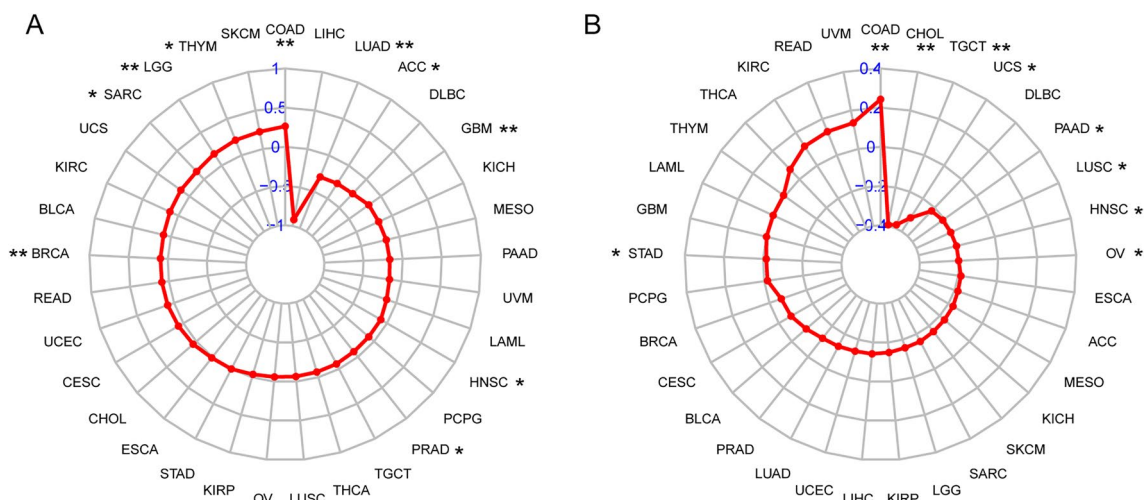 A
COAD
**
LIHC
LUAD **
ACC *
DLBC
GBM **
KICH
MESO
PAAD
UVM
LAML
HNSC *
PCPG
PRAD *
TGCT
THCA
LUSC
OV
KIRP
STAD
ESCA
CHOL
CESC
UCEC
READ
** BRCA
BLCA
KIRC
UCS
* SARC
** LGG
* THYM
SKCM
1
0.5
0
−0.5
−1
B
COAD
**
CHOL
**
TGCT **
UCS *
DLBC
PAAD *
LUSC *
HNSC *
OV *
ESCA
ACC
MESO
KICH
SKCM
SARC
LGG
KIRP
LIHC
UCEC
LUAD
PRAD
BLCA
CESC
BRCA
PCPG
* STAD
GBM
LAML
THYM
THCA
KIRC
READ
UVM
0.4
0.2
0
−0.2
−0.4